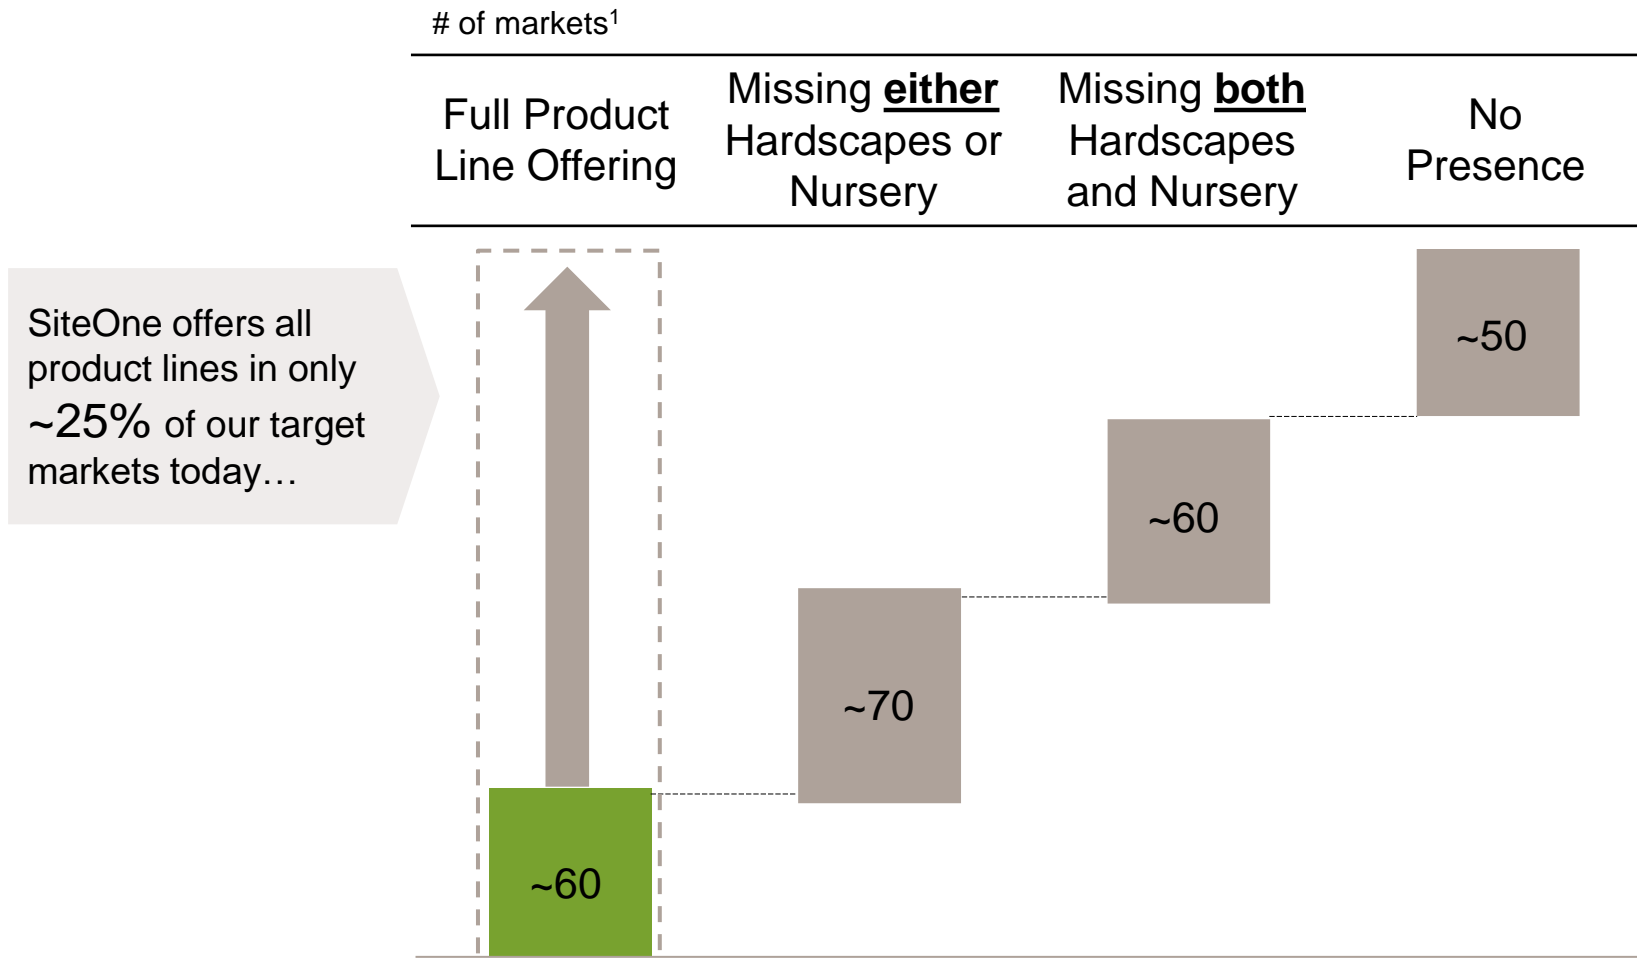 # of markets1
Full Product
Line Offering
Missing either
Hardscapes or
Nursery
Missing both
Hardscapes
and Nursery
No
Presence
SiteOne offers all
product lines in only
~25% of our target
markets today…
~50
~60
~70
~60